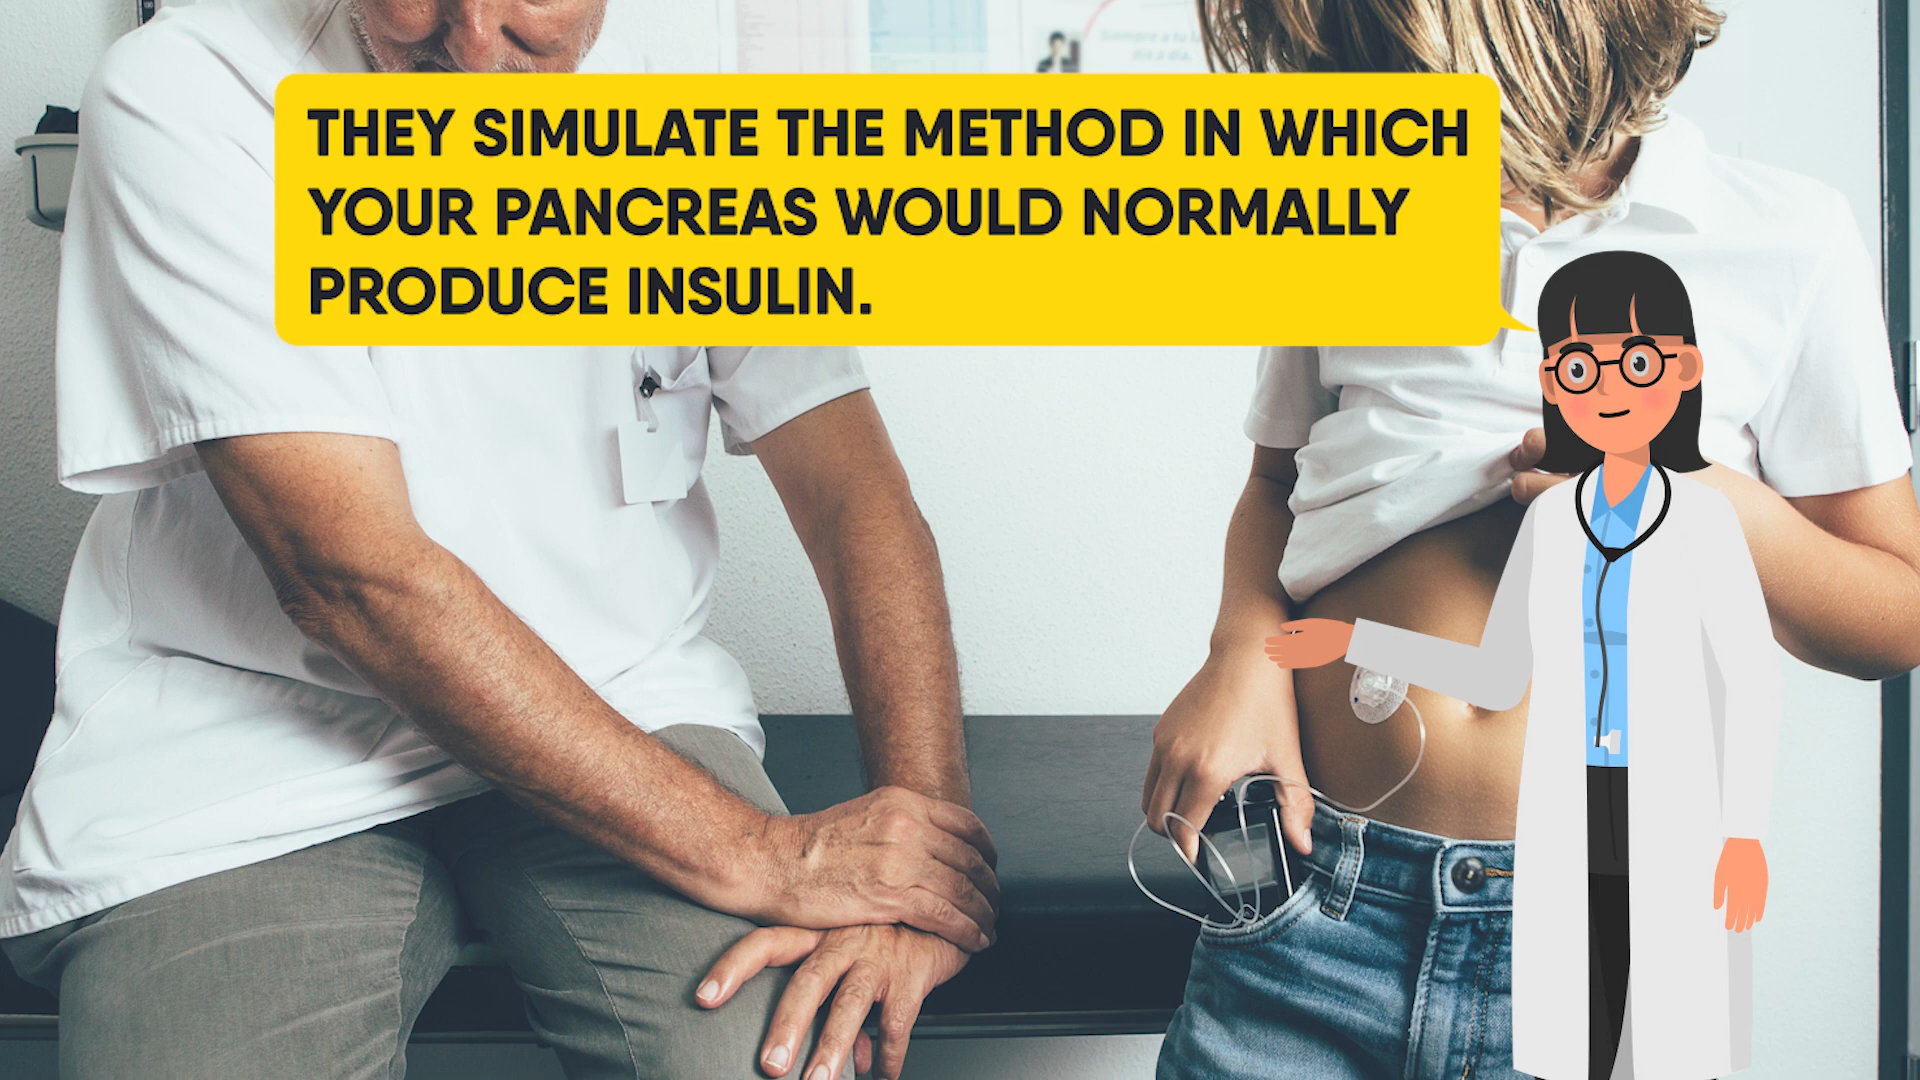 THEY SIMULATE THE METHOD IN WHICH
YOUR PANCREAS WOULD NORMALLY
PRODUCE INSULIN.